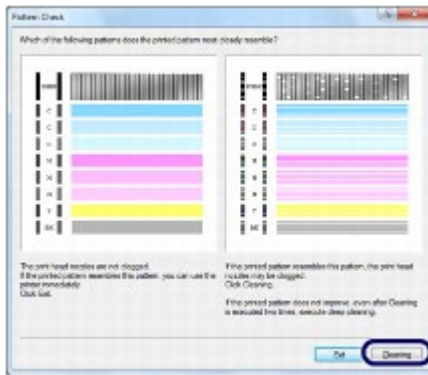 Pattern Check
Which of the following patterns does the printed pattern most closely resemble?
C
C
M
Y
BK
C
Y
BK
The print head nozzles are not clogged.
If the printed pattern resembles this pattern, you can use the
printer immediately.
Click Exit.
If the printed pattern resembles this pattern, the print head
nozzles may be clogged.
Click Cleaning.
If the printed pattern does not improve, even after Cleaning
is executed two times, execute deep cleaning.
Exit
Cleaning